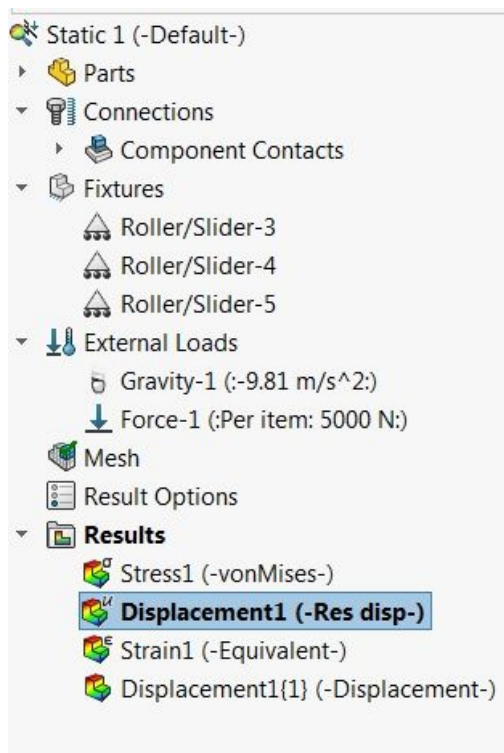 Static 1 (-Default-)
Parts
Connections
Component Contacts
Fixtures
Roller/Slider-3
Roller/Slider-4
Roller/Slider-5
External Loads
Gravity-1 (:-9.81 m/s^2:)
Force-1 (:Per item: 5000 N:)
Mesh
Result Options
Results
Stress1 (-vonMises-)
Displacement1 (-Res disp-)
Strain1 (-Equivalent-)
Displacement1{1} (-Displacement-)